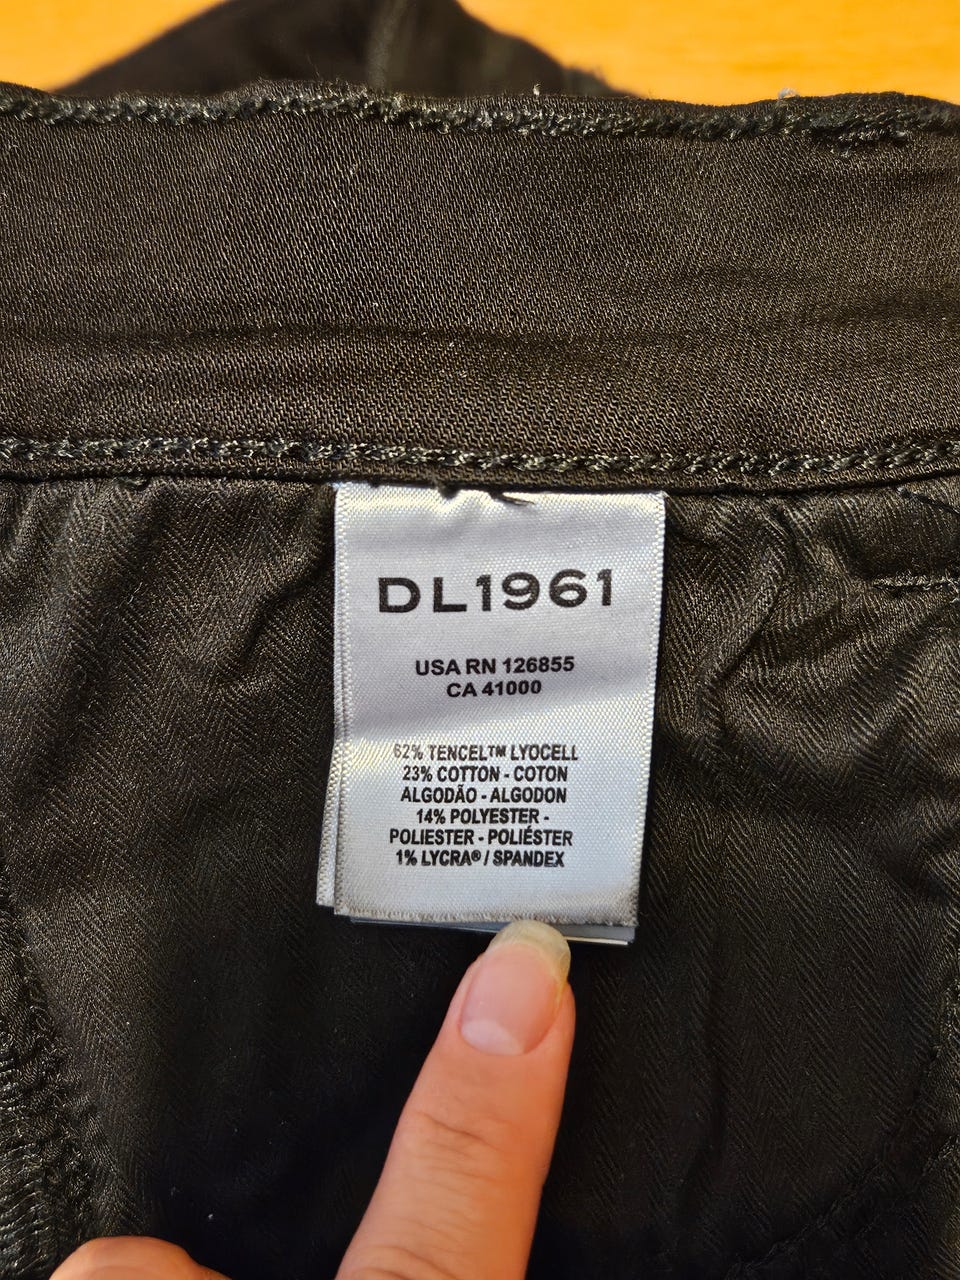 DL1961
USA RN 126855
CA 41000
62% TENCEL™ LYOCELL
23% COTTON - COTON
ALGODÃO - ALGODON
14% POLYESTER -
POLIESTER - POLIÉSTER
1% LYCRA® / SPANDEX